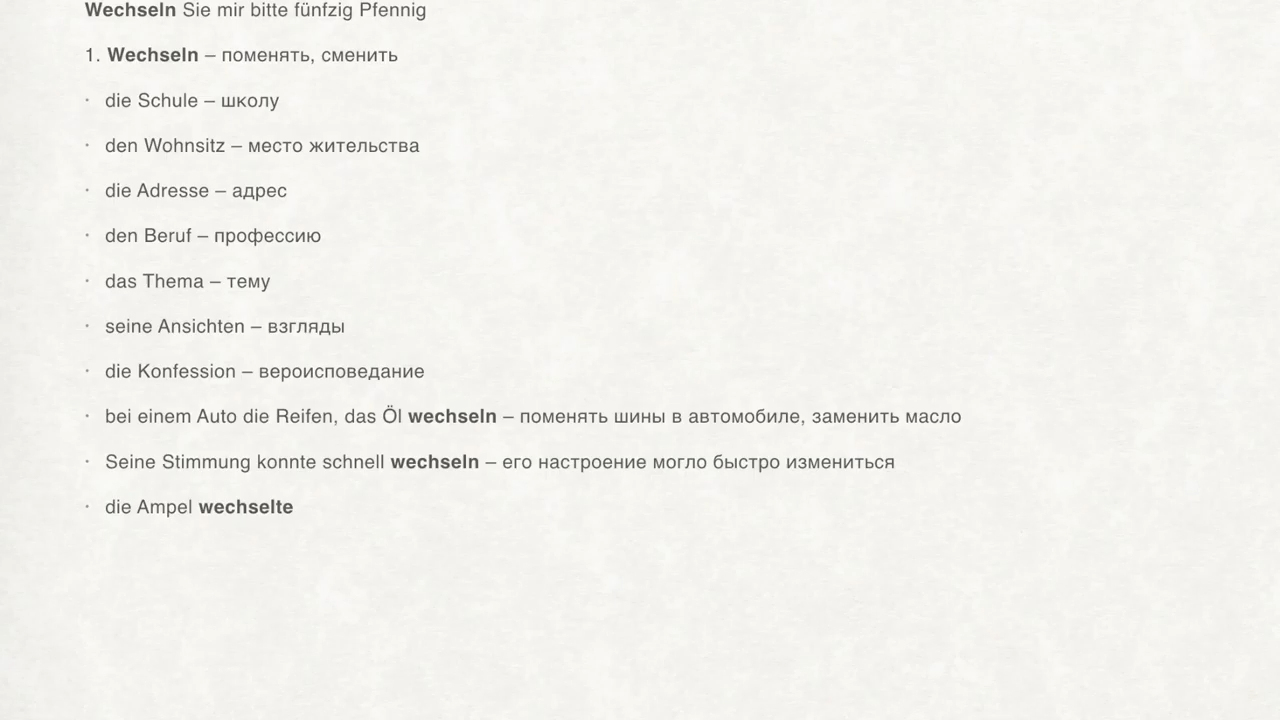 Wechseln Sie mir bitte fünfzig Pfennig
1. Wechseln – поменять, сменить
· die Schule – школу
· den Wohnsitz – место жительства
· die Adresse – адрес
· den Beruf – профессию
· das Thema – тему
· seine Ansichten – взгляды
· die Konfession – вероисповедание
· bei einem Auto die Reifen, das Öl wechseln – поменять шины в автомобиле, заменить масло
· Seine Stimmung konnte schnell wechseln – его настроение могло быстро измениться
· die Ampel wechselte